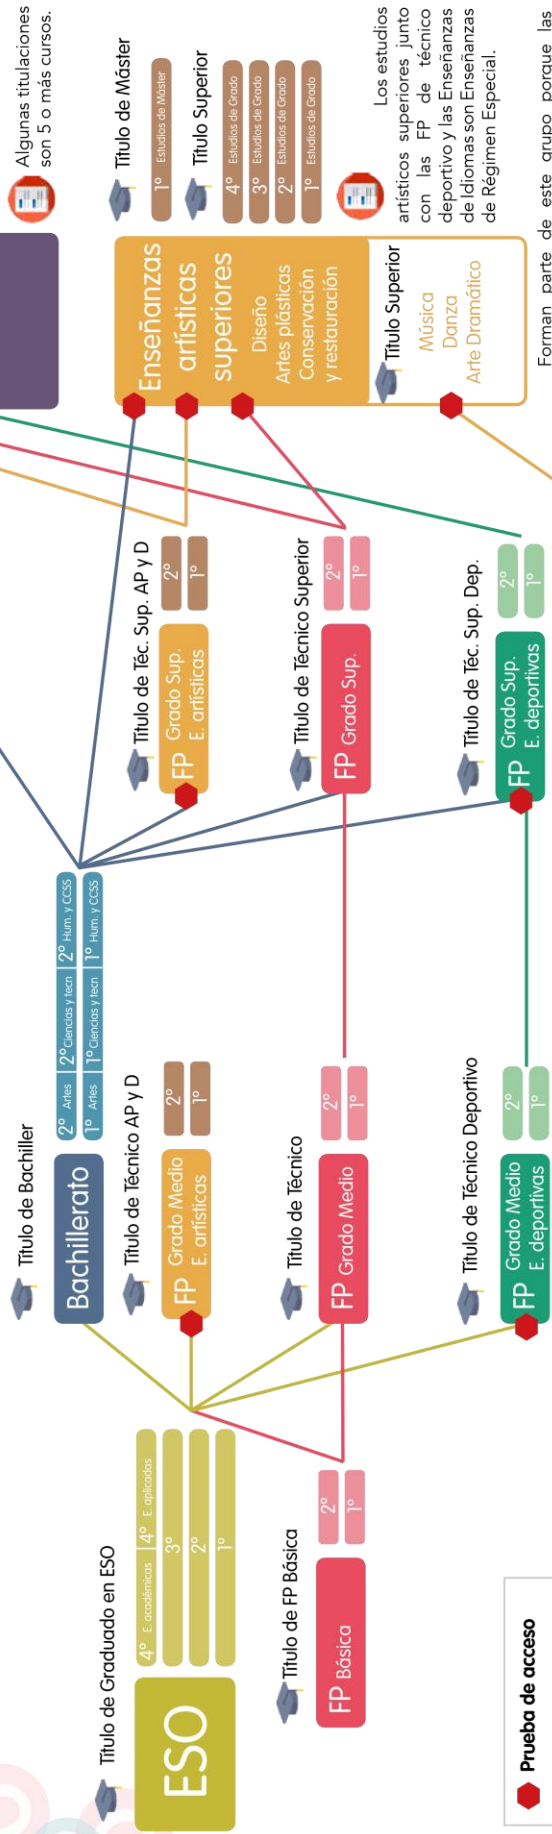 Algunas titulaciones
son 5 o más cursos.
Título de Máster
1º Estudios de Máster
Título Superior
4º Estudios de Grado
3º Estudios de Grado
2º Estudios de Grado
1º Estudios de Grado
Los estudios
artísticos superiores junto
con las FP de técnico
deportivo y las Enseñanzas
de Idiomas son Enseñanzas
de Régimen Especial.
Forman parte de este grupo porque las
Enseñanzas
artísticas
superiores
Diseño
Artes plásticas
Conservación
y restauración
Título Superior
Música
Danza
Arte Dramático
Título de Téc. Sup. AP y D
FP Grado Sup.
E. artísticas
2º
1º
Título de Técnico Superior
FP Grado Sup.
2º
1º
Título de Téc. Sup. Dep.
FP Grado Sup.
E. deportivas
2º
1º
Título de Bachiller
Bachillerato
2º Artes 2º Ciencias y tecn 2º Hum. y CCSS
1º Artes 1º Ciencias y tecn 1º Hum. y CCSS
Título de Técnico AP y D
FP Grado Medio
E. artísticas
2º
1º
Título de Técnico
FP Grado Medio
2º
1º
Título de Técnico Deportivo
FP Grado Medio
E. deportivas
2º
1º
Título de Graduado en ESO
ESO
4º E. académicas 4º E. aplicadas
3º
2º
1º
Título de FP Básica
FP Básica
2º
1º
Prueba de acceso